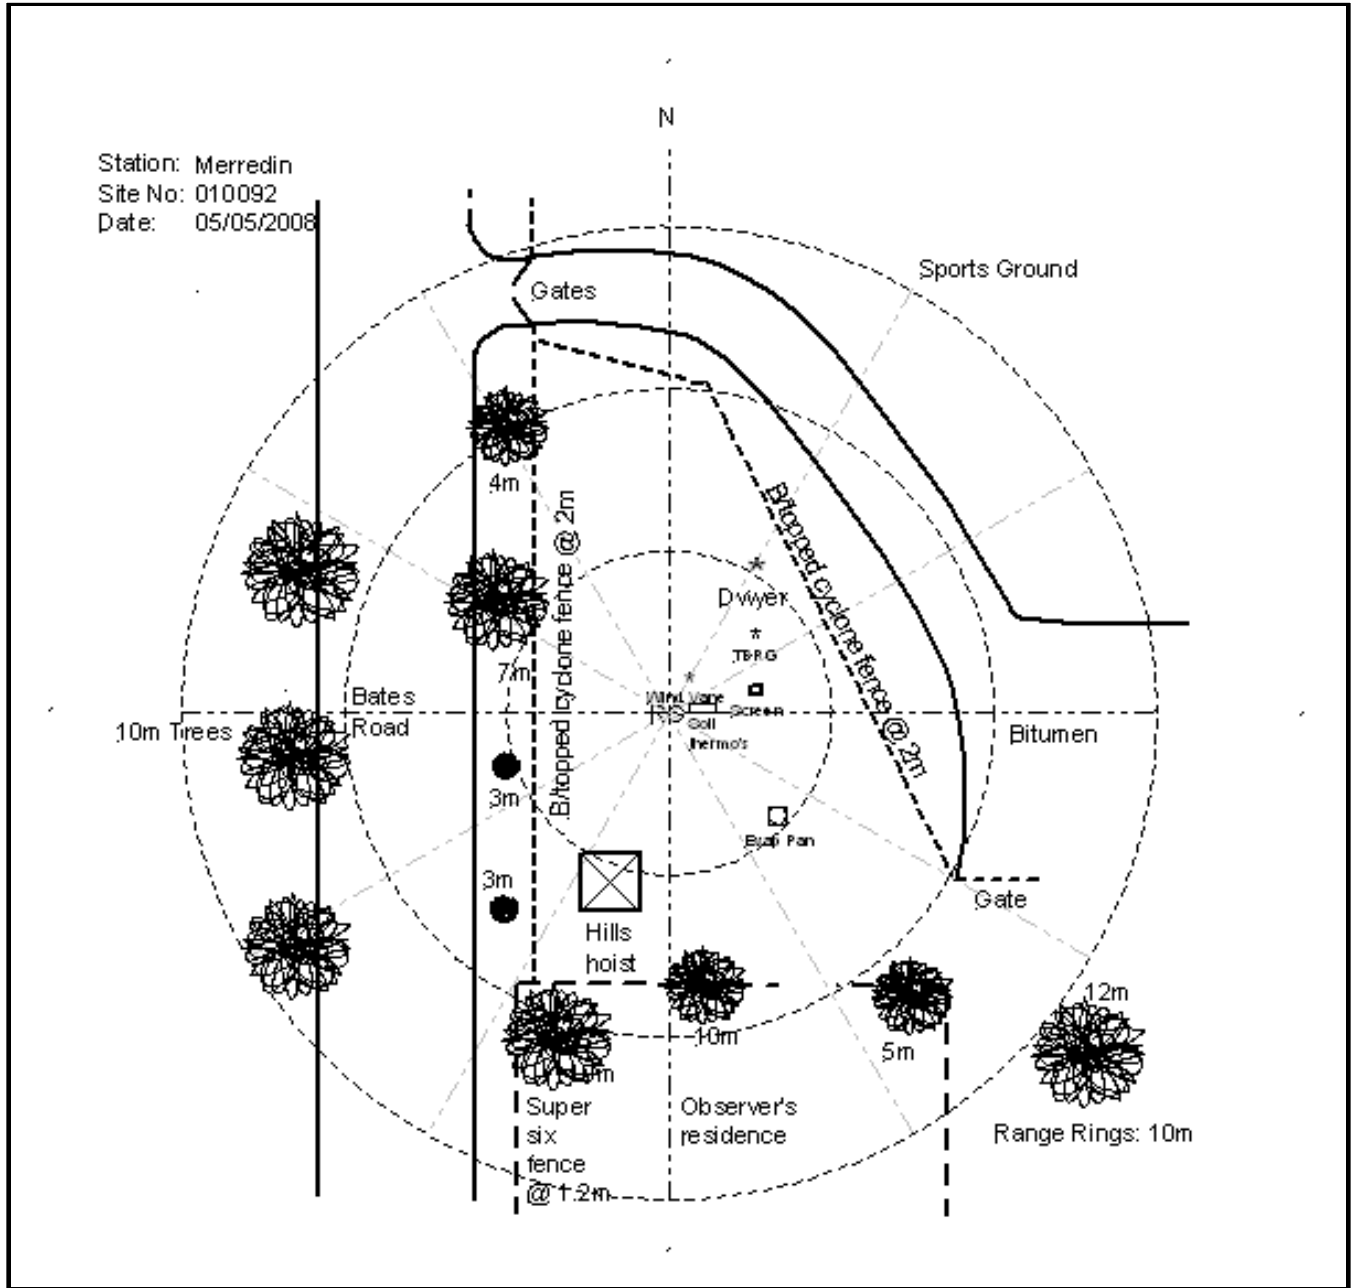 N
Station: Merredin
Site No: 010092
Date: 05/05/2008
Sports Ground
Gates
4m
B/topped cyclone fence @ 2m
B/topped cyclone fence @ 2m
Dwyer
TBRG
7m
Wind Vane
Screen
Bates
Road
10m Trees
Soil
thermo's
Bitumen
3m
Evap Pan
3m
Gate
Hills
hoist
12m
10m
5m
m
Super
six
fence
@ 1.2m
Observer's
residence
Range Rings: 10m